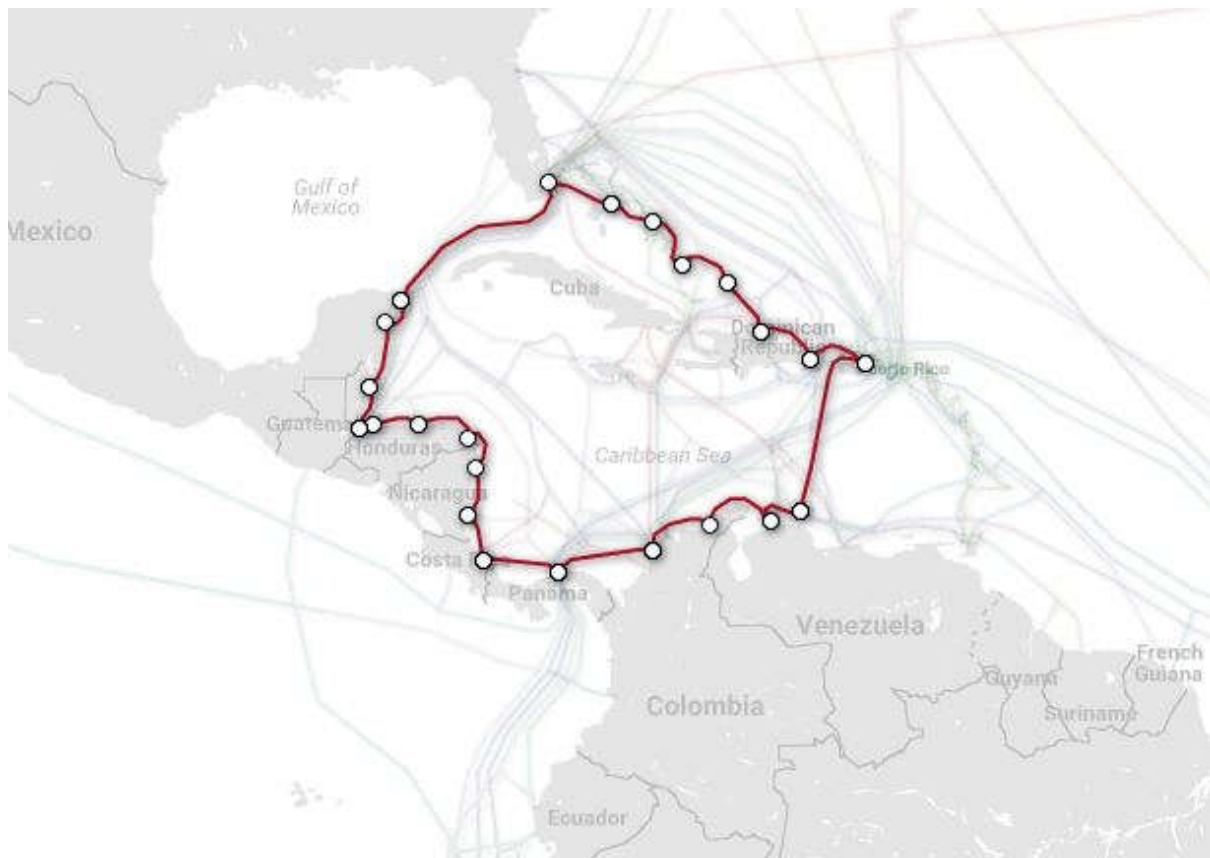 Gulf of
Mexico
Mexico
Cuba
Dominican
Republic
Puerto Rico
Guatemala
Honduras
Caribbean Sea
Nicaragua
Costa
Panama
Venezuela
Guyana
French
Guiana
Suriname
Colombia
Ecuador